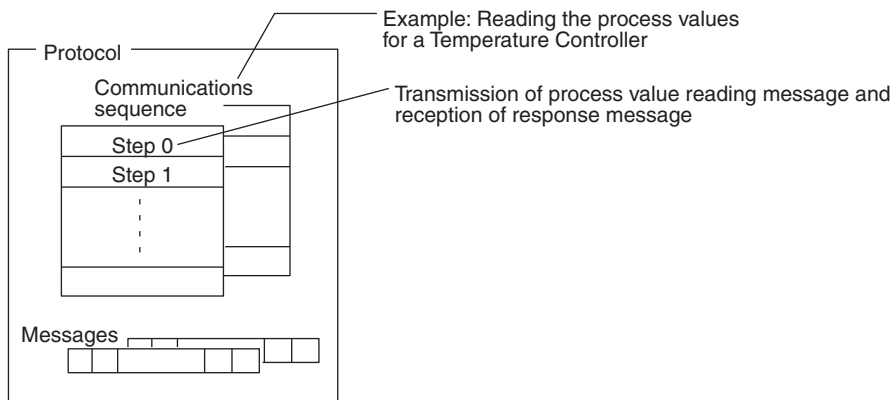 Example: Reading the process values
for a Temperature Controller
Protocol
Communications
sequence
Transmission of process value reading message and
reception of response message
Step 0
Step 1
Messages